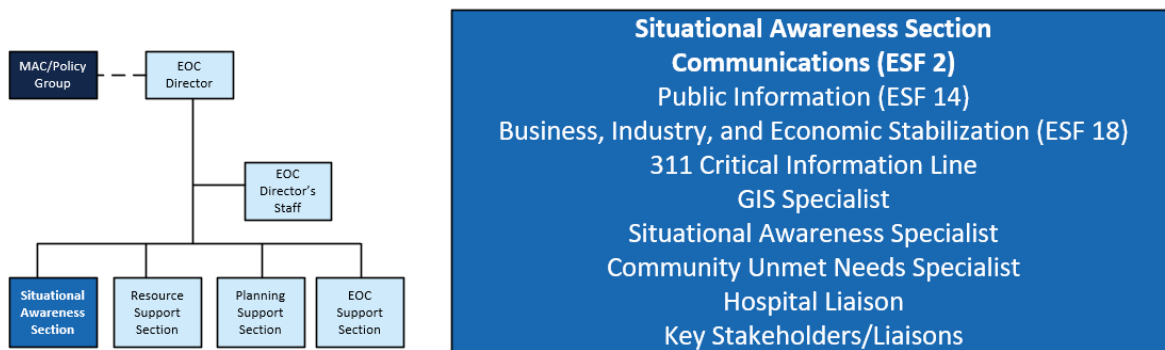 MAC/Policy
Group
EOC
Director
EOC
Director's
Staff
Situational
Awareness
Section
Resource
Support
Section
Planning
Support
Section
EOC
Support
Section
Situational Awareness Section
Communications (ESF 2)
Public Information (ESF 14)
Business, Industry, and Economic Stabilization (ESF 18)
311 Critical Information Line
GIS Specialist
Situational Awareness Specialist
Community Unmet Needs Specialist
Hospital Liaison
Key Stakeholders/Liaisons